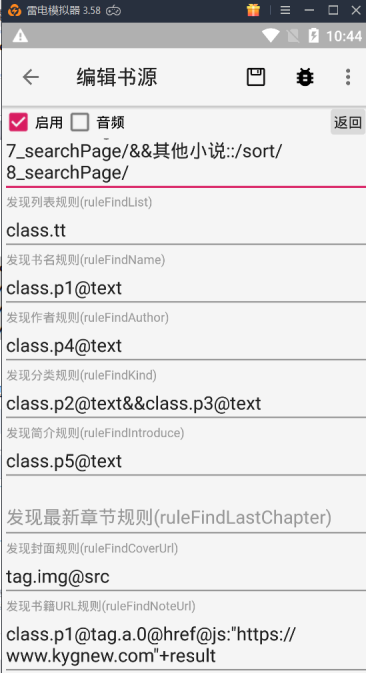 雷电模拟器 3.58
10:44
编辑书源
启用 音频 返回
7_searchPage/&&其他小说::/sort/
8_searchPage/
发现列表规则(ruleFindList)
class.tt
发现书名规则(ruleFindName)
class.p1@text
发现作者规则(ruleFindAuthor)
class.p4@text
发现分类规则(ruleFindKind)
class.p2@text&&class.p3@text
发现简介规则(ruleFindIntroduce)
class.p5@text
发现最新章节规则(ruleFindLastChapter)
发现封面规则(ruleFindCoverUrl)
tag.img@src
发现书籍URL规则(ruleFindNoteUrl)
class.p1@tag.a.0@href@js:"https://
www.kygnew.com"+result